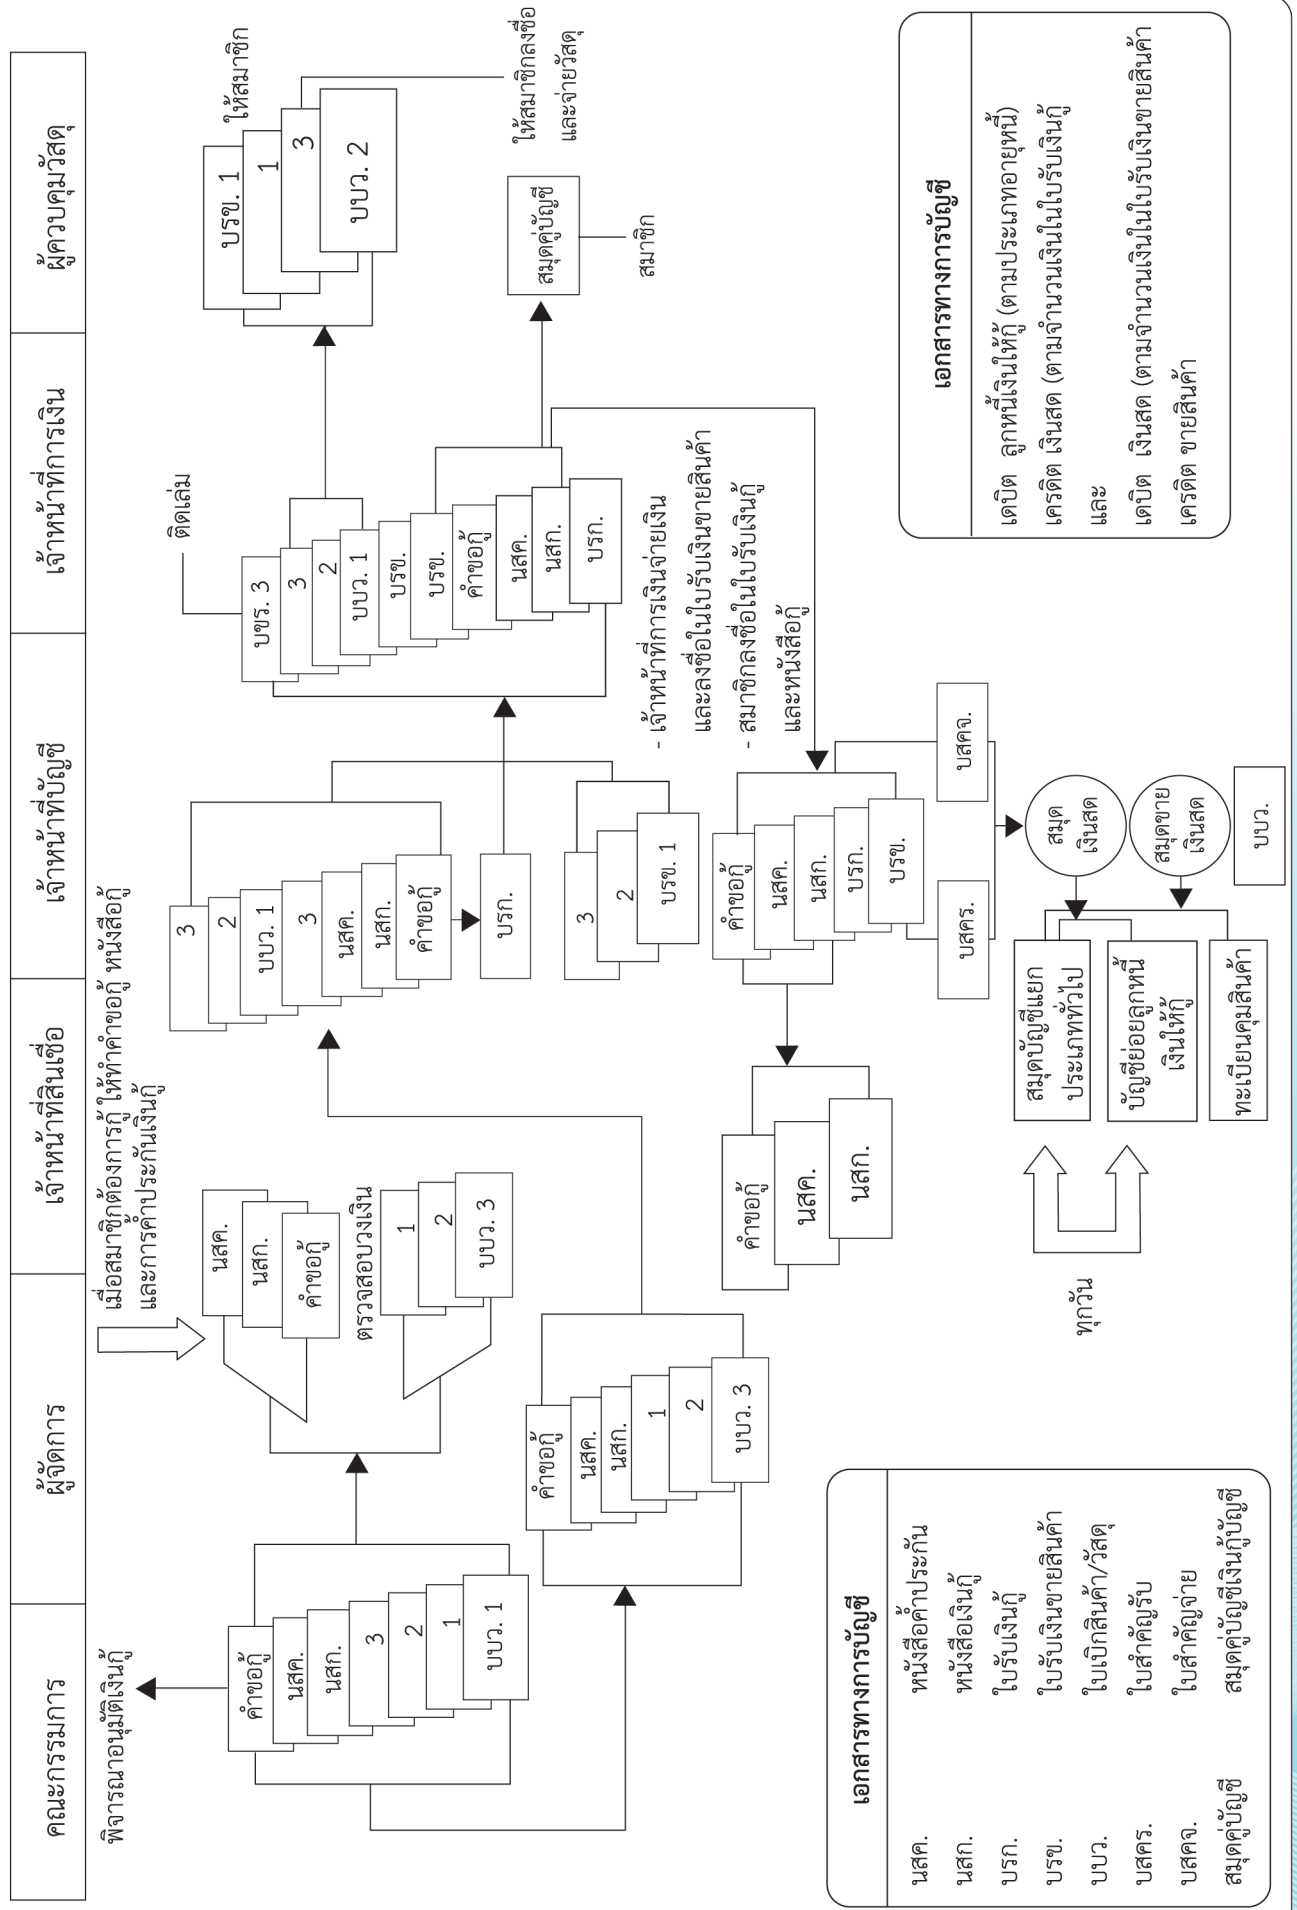 คณะกรรมการ
ผู้จัดการ
เจ้าหน้าที่สินเชื่อ
เจ้าหน้าที่บัญชี
เจ้าหน้าที่การเงิน
ผู้ควบคุมวัสดุ
พิจารณาอนุมัติเงินกู้
คำขอกู้
นสค.
นสก.
3
2
1
บบว. 1
เมื่อสมาชิกต้องการกู้ ให้ทำคำขอกู้ หนังสือกู้
และการค้ำประกันเงินกู้
นสค.
นสก.
คำขอกู้
ตรวจสอบวงเงิน
1
2
บบว. 3
คำขอกู้
นสค.
นสก.
1
2
บบว. 3
3
2
บบว. 1
3
นสค.
นสก.
คำขอกู้
บรก.
3
2
บรข. 1
ติดเล่ม
บขร. 3
3
2
บบว. 1
บรข.
บรข.
คำขอกู้
นสค.
นสก.
บรก.
ให้สมาชิก
บรข. 1
1
3
บบว. 2
ให้สมาชิกลงชื่อ
และจ่ายวัสดุ
สมุดคู่บัญชี
สมาชิก
- เจ้าหน้าที่การเงินจ่ายเงิน
และลงชื่อในใบรับเงินขายสินค้า
- สมาชิกลงชื่อในใบรับเงินกู้
และหนังสือกู้
คำขอกู้
นสค.
นสก.
บรก.
บรข.
คำขอกู้
นสค.
นสก.
บสคร.
บสคจ.
สมุด
เงินสด
สมุดขาย
เงินสด
บบว.
สมุดบัญชีแยก
ประเภททั่วไป
บัญชีย่อยลูกหนี้
เงินให้กู้
ทะเบียนคุมสินค้า
ทุกวัน
เอกสารทางการบัญชี
นสค. หนังสือค้ำประกัน
นสก. หนังสือเงินกู้
บรก. ใบรับเงินกู้
บรข. ใบรับเงินขายสินค้า
บบว. ใบเบิกสินค้า/วัสดุ
บสคร. ใบสำคัญรับ
บสคจ. ใบสำคัญจ่าย
สมุดคู่บัญชี สมุดคู่บัญชีเงินกู้บัญชี
เอกสารทางการบัญชี
เดบิต ลูกหนี้เงินให้กู้ (ตามประเภทอายุหนี้)
เครดิต เงินสด (ตามจำนวนเงินในใบรับเงินกู้
และ
เดบิต เงินสด (ตามจำนวนเงินในใบรับเงินขายสินค้า
เครดิต ขายสินค้า